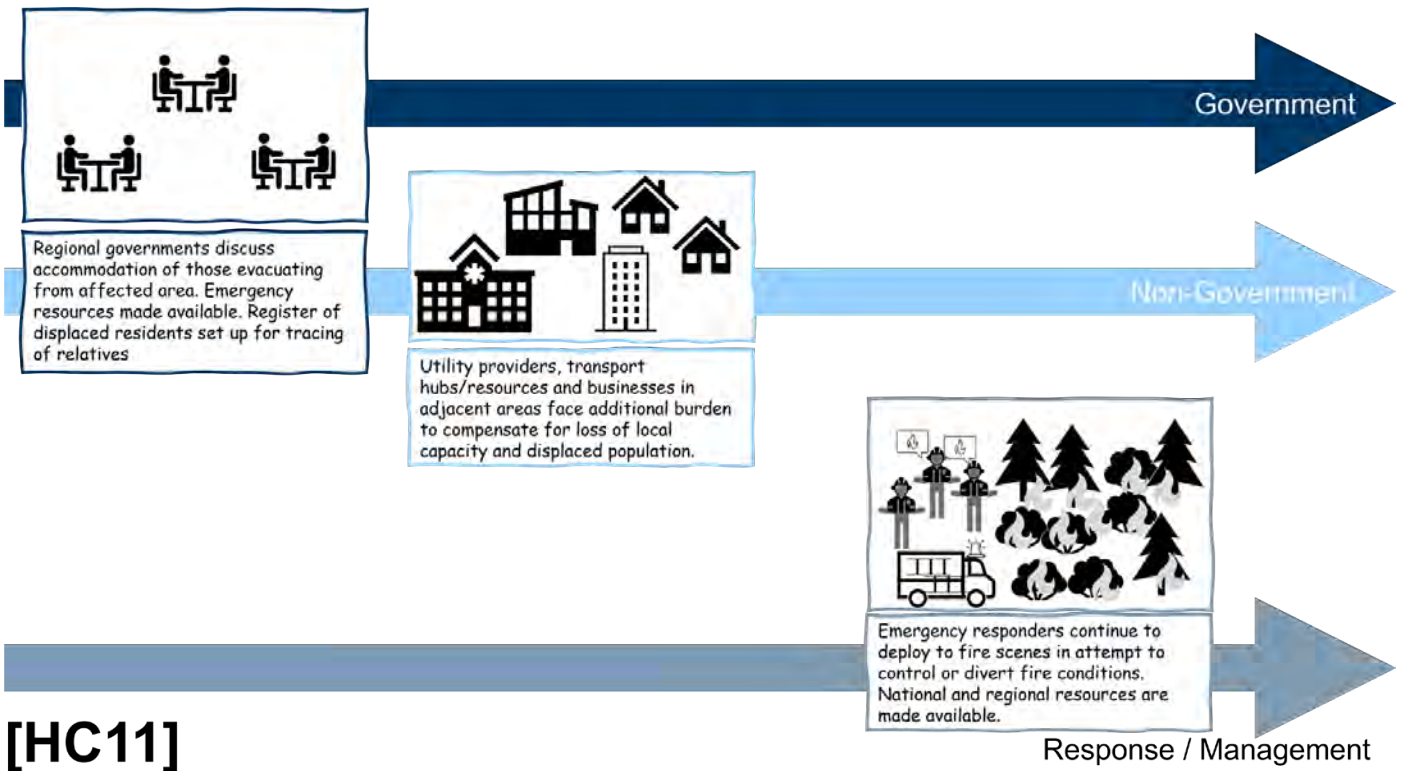 Government
Regional governments discuss
accommodation of those evacuating
from affected area. Emergency
resources made available. Register of
displaced residents set up for tracing
of relatives
Non-Government
Utility providers, transport
hubs/resources and businesses in
adjacent areas face additional burden
to compensate for loss of local
capacity and displaced population.
Emergency responders continue to
deploy to fire scenes in attempt to
control or divert fire conditions.
National and regional resources are
made available.
[HC11]
Response / Management